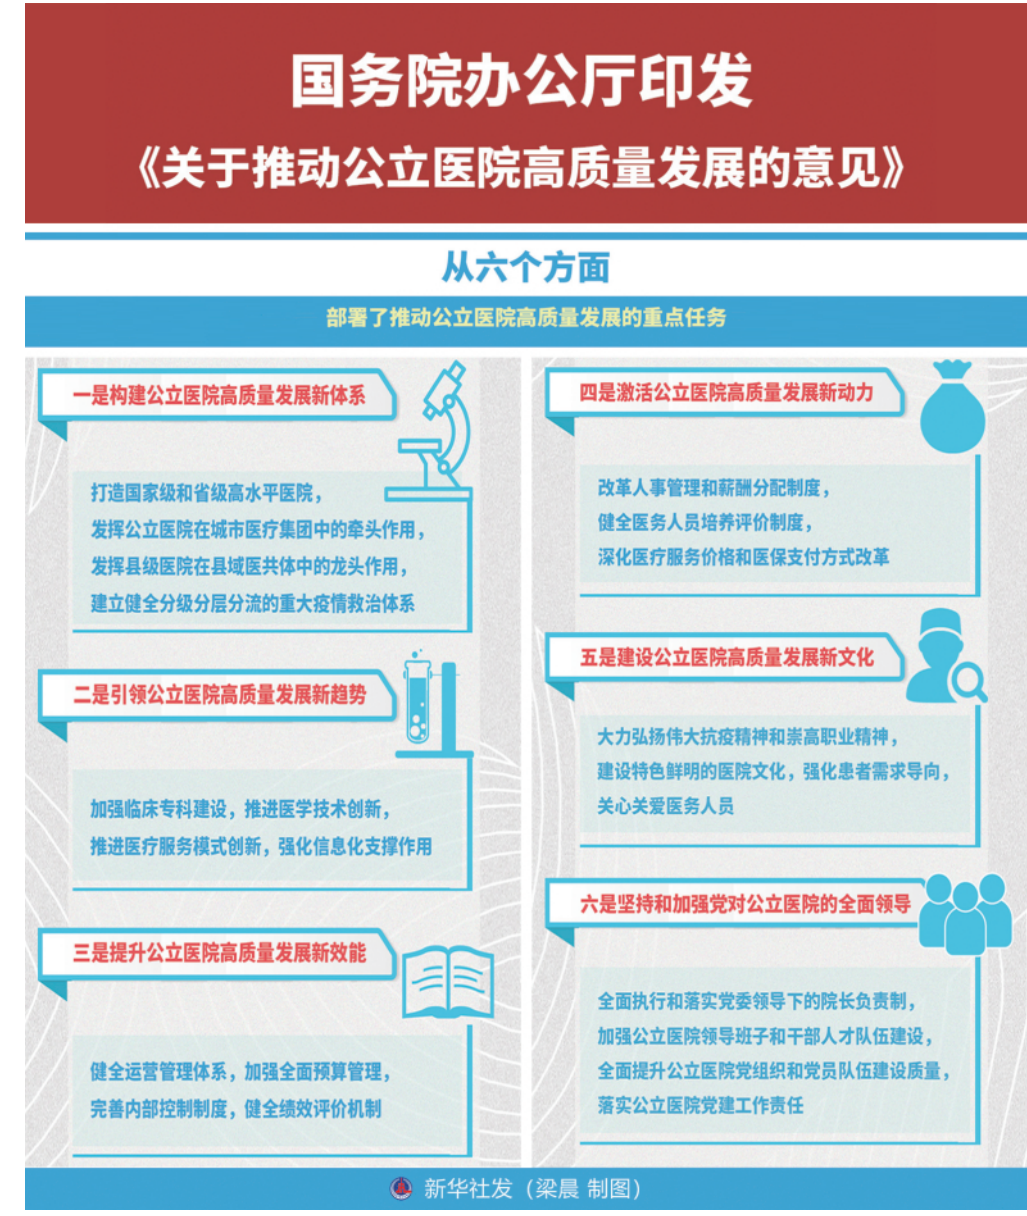 国务院办公厅印发
《关于推动公立医院高质量发展的意见》
从六个方面
部署了推动公立医院高质量发展的重点任务
一是构建公立医院高质量发展新体系
打造国家级和省级高水平医院，
发挥公立医院在城市医疗集团中的牵头作用，
发挥县级医院在县域医共体中的龙头作用，
建立健全分级分层分流的重大疫情救治体系
二是引领公立医院高质量发展新趋势
加强临床专科建设，推进医学技术创新，
推进医疗服务模式创新，强化信息化支撑作用
三是提升公立医院高质量发展新效能
健全运营管理体系，加强全面预算管理，
完善内部控制制度，健全绩效评价机制
四是激活公立医院高质量发展新动力
改革人事管理和薪酬分配制度，
健全医务人员培养评价制度，
深化医疗服务价格和医保支付方式改革
五是建设公立医院高质量发展新文化
大力弘扬伟大抗疫精神和崇高职业精神，
建设特色鲜明的医院文化，强化患者需求导向，
关心关爱医务人员
六是坚持和加强党对公立医院的全面领导
全面执行和落实党委领导下的院长负责制，
加强公立医院领导班子和干部人才队伍建设，
全面提升公立医院党组织和党员队伍建设质量，
落实公立医院党建工作责任
新华社发（梁晨 制图）